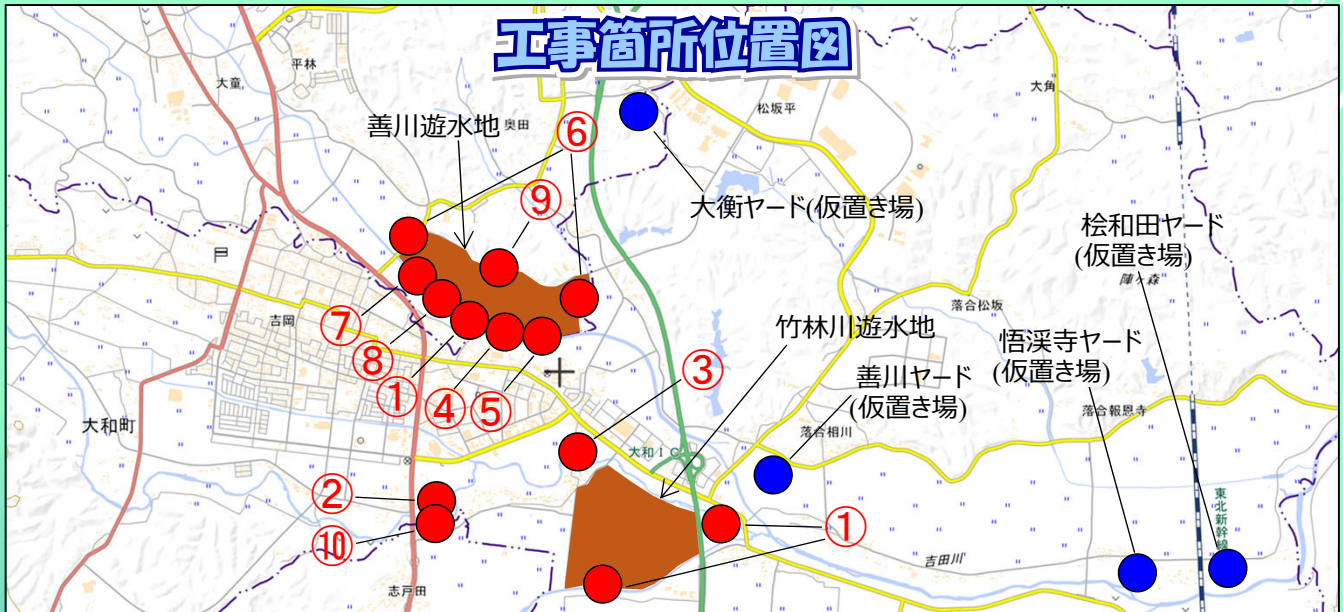 工事箇所位置図
大童
平林
奥田
善川遊水地
⑥
松坂平
大角
⑨
大衡ヤード(仮置き場)
桧和田ヤード
(仮置き場)
陣ヶ森
吉岡
⑦
⑧
①
④
⑤
③
竹林川遊水地
落合松坂
悟渓寺ヤード
(仮置き場)
善川ヤード
(仮置き場)
落合報恩寺
落合相川
大和町
大和IC
②
⑩
①
志戸田
吉田川
東北新幹線